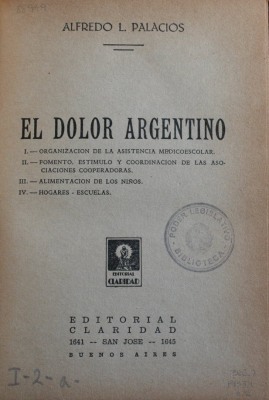 ALFREDO L. PALACIOS
EL DOLOR ARGENTINO
I. — ORGANIZACION DE LA ASISTENCIA MEDICOESCOLAR.
II. — FOMENTO, ESTIMULO Y COORDINACION DE LAS ASO-
CIACIONES COOPERADORAS.
III. — ALIMENTACION DE LOS NIÑOS.
IV. — HOGARES - ESCUELAS.
EDITORIAL
CLARIDAD
PODER LEGISLATIVO
BIBLIOTECA
EDITORIAL
CLARIDAD
1641 — SAN JOSE — 1645
BUENOS AIRES
I-2-a-